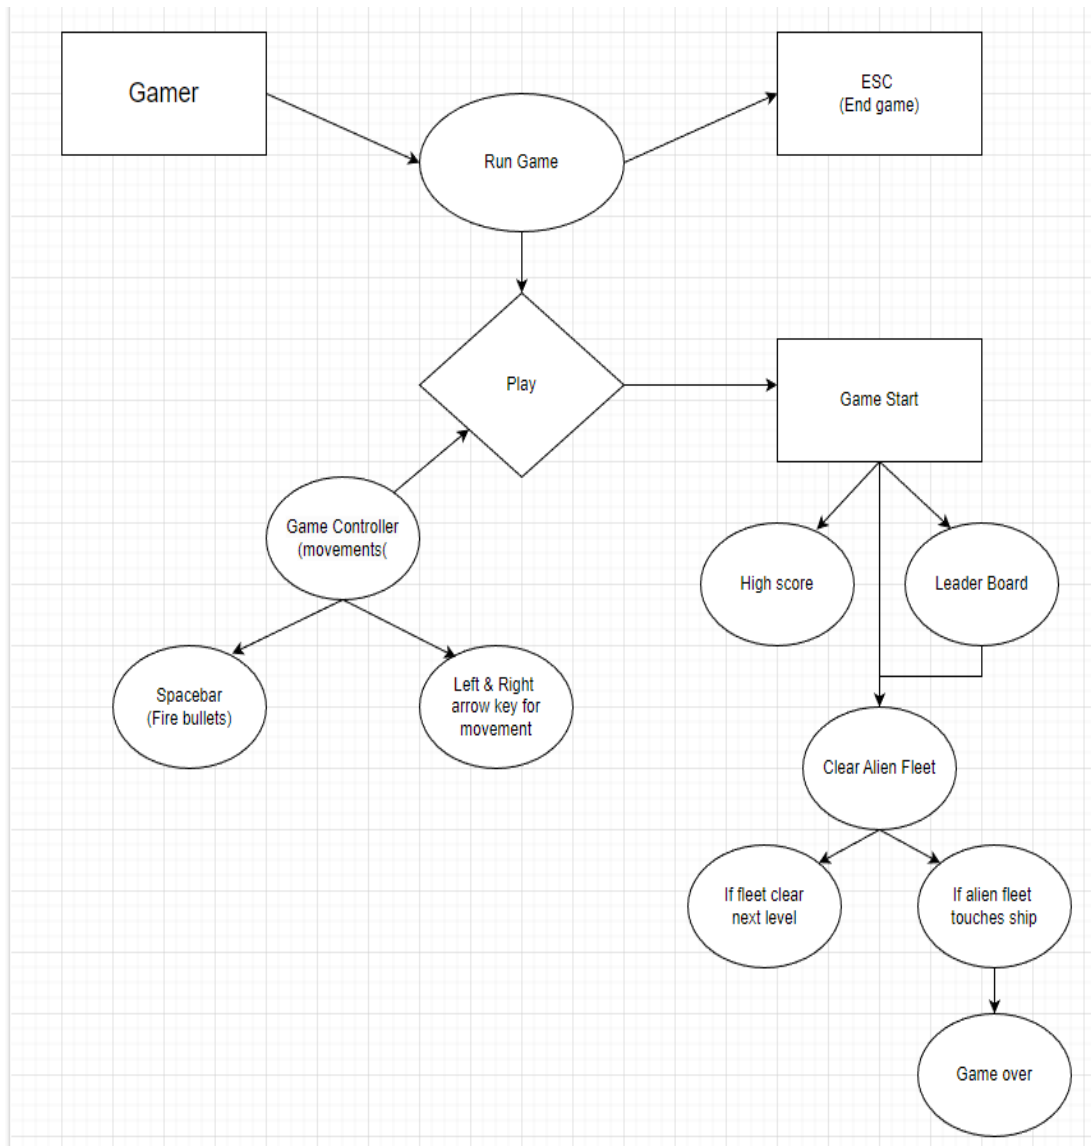 Gamer
ESC
(End game)
Run Game
Play
Game Start
Game Controller
(movements(
High score
Leader Board
Spacebar
(Fire bullets)
Left & Right
arrow key for
movement
Clear Alien Fleet
If fleet clear
next level
If alien fleet
touches ship
Game over